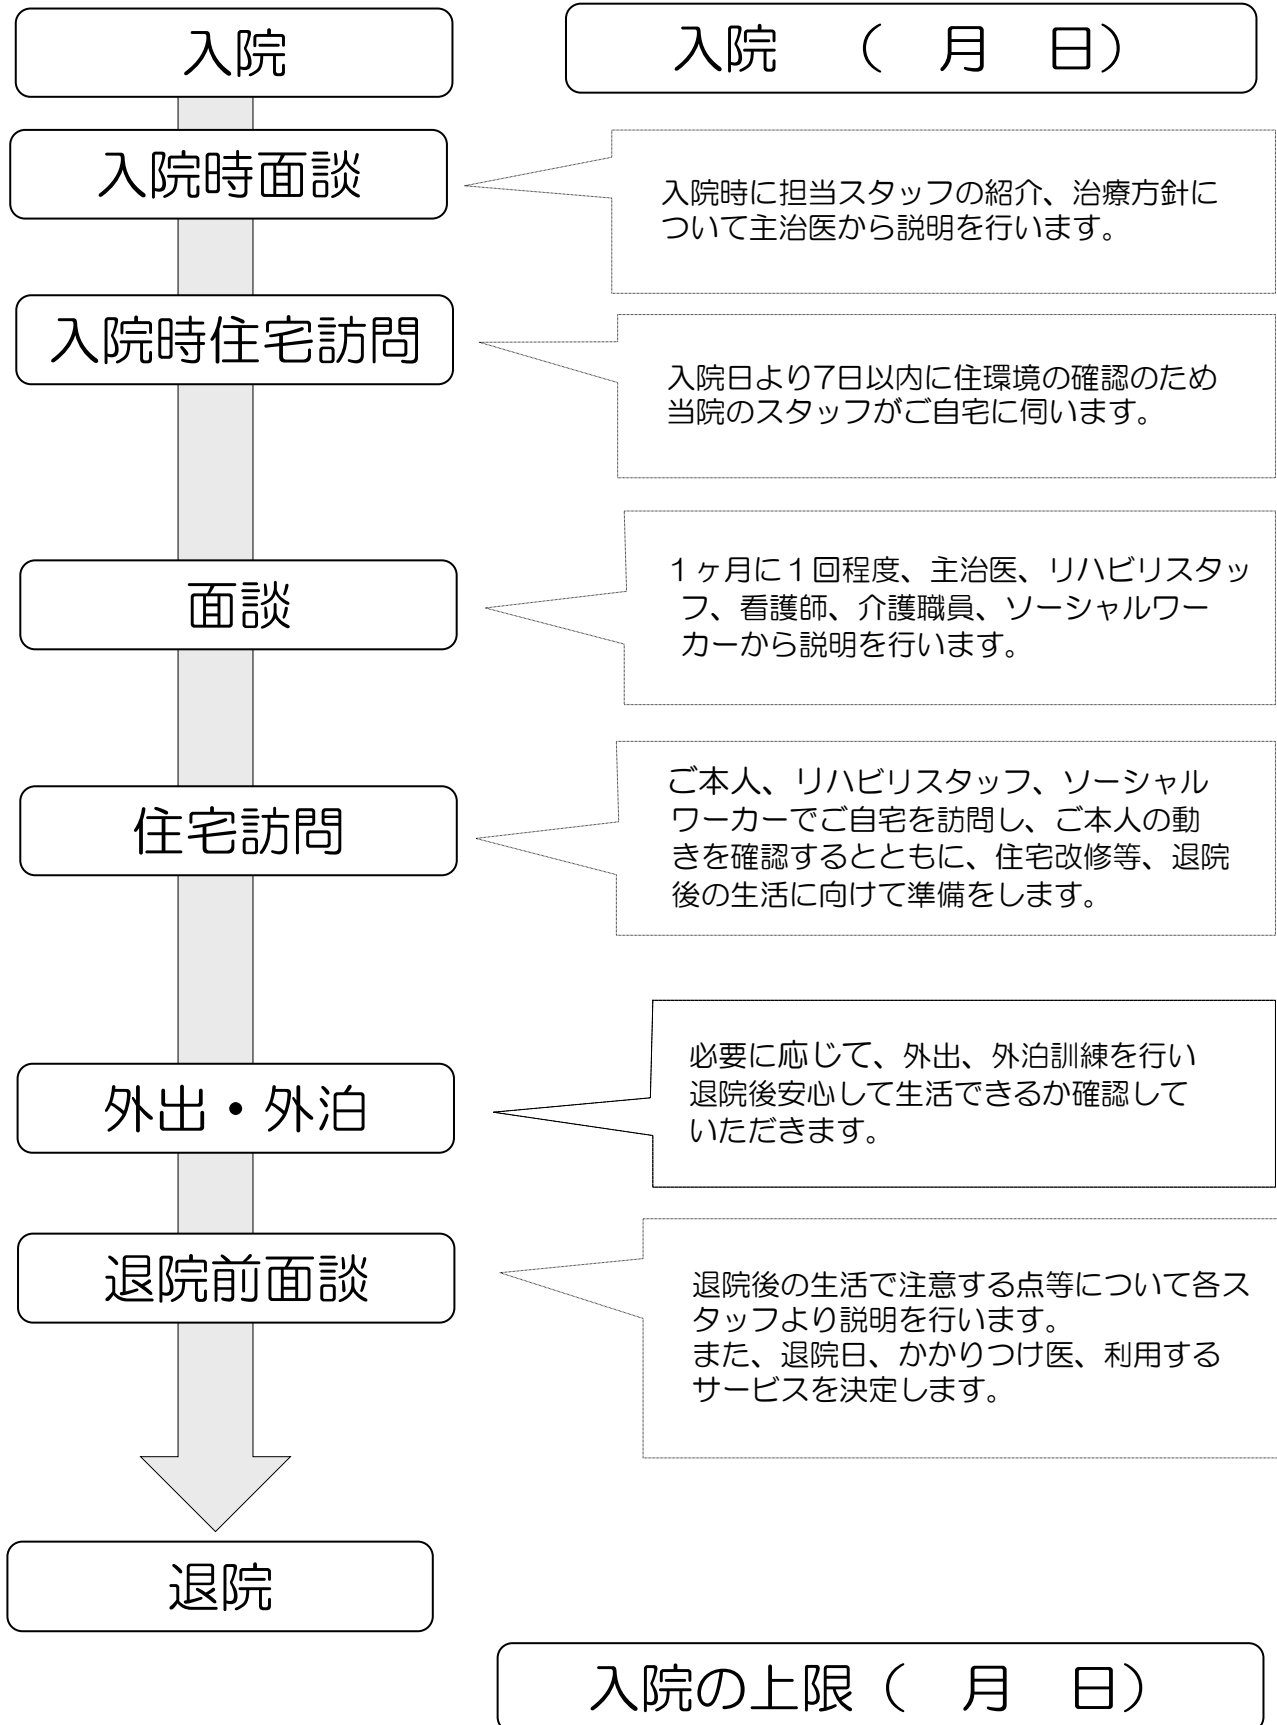 入院
入院　（　月　日）
入院時面談
入院時に担当スタッフの紹介、治療方針に
ついて主治医から説明を行います。
入院時住宅訪問
入院日より7日以内に住環境の確認のため
当院のスタッフがご自宅に伺います。
面談
１ヶ月に１回程度、主治医、リハビリスタッ
フ、看護師、介護職員、ソーシャルワー
カーから説明を行います。
住宅訪問
ご本人、リハビリスタッフ、ソーシャル
ワーカーでご自宅を訪問し、ご本人の動
きを確認するとともに、住宅改修等、退院
後の生活に向けて準備をします。
外出・外泊
必要に応じて、外出、外泊訓練を行い
退院後安心して生活できるか確認して
いただきます。
退院前面談
退院後の生活で注意する点等について各ス
タッフより説明を行います。
また、退院日、かかりつけ医、利用する
サービスを決定します。
退院
入院の上限（　月　日）